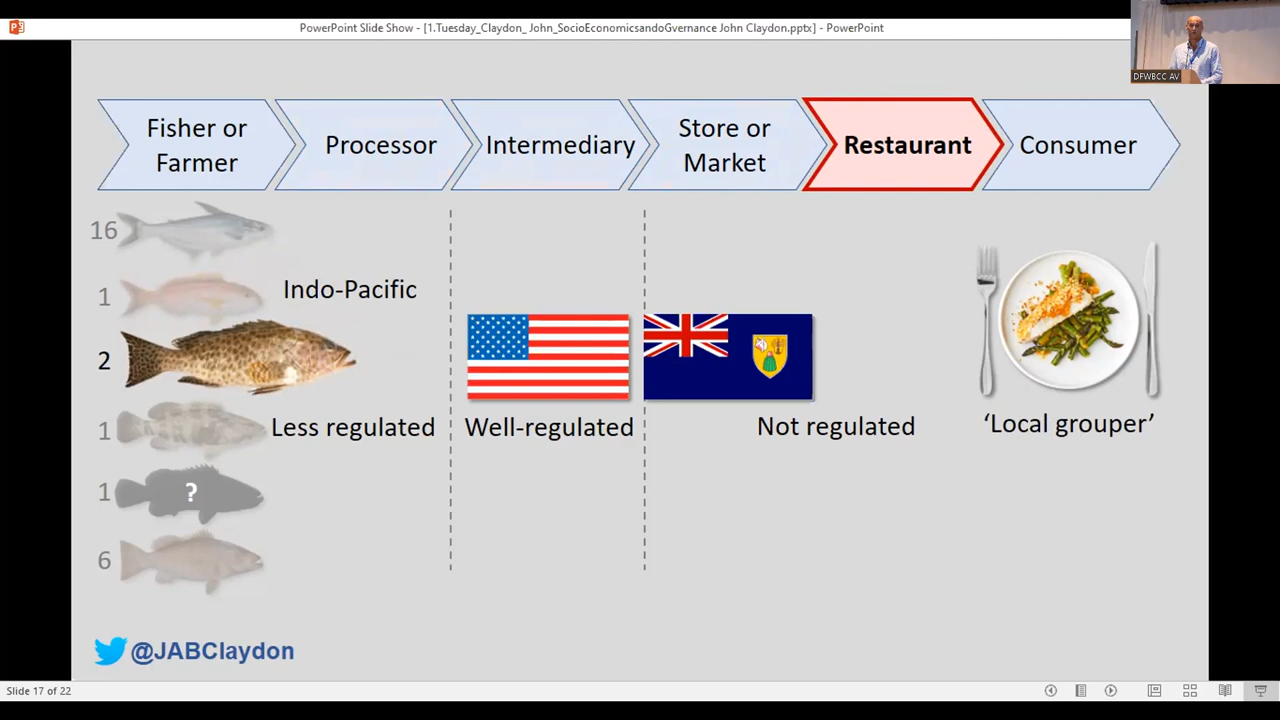 PowerPoint Slide Show - [1.Tuesday_Claydon_ John_SocioEconomicsandoGvernance John Claydon.pptx] - PowerPoint
DFWBCC AV
Fisher or
Farmer
Processor
Intermediary
Store or
Market
Restaurant
Consumer
16
1
Indo-Pacific
2
1
Less regulated
Well-regulated
Not regulated
‘Local grouper’
1
?
6
@JABClaydon
Slide 17 of 22